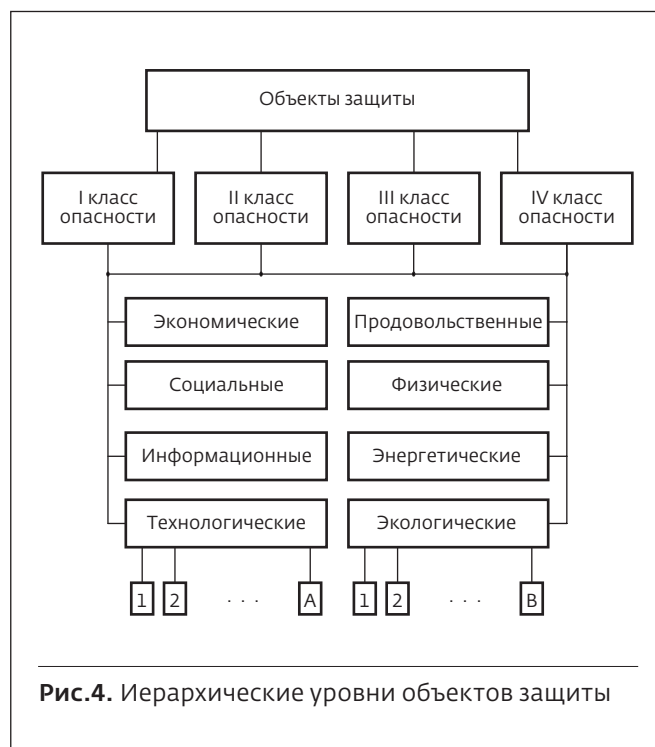 Объекты защиты
I класс
опасности
II класс
опасности
III класс
опасности
IV класс
опасности
Экономические
Продовольственные
Социальные
Физические
Информационные
Энергетические
Технологические
Экологические
1 2 . . . А 1 2 . . . В
Рис.4. Иерархические уровни объектов защиты